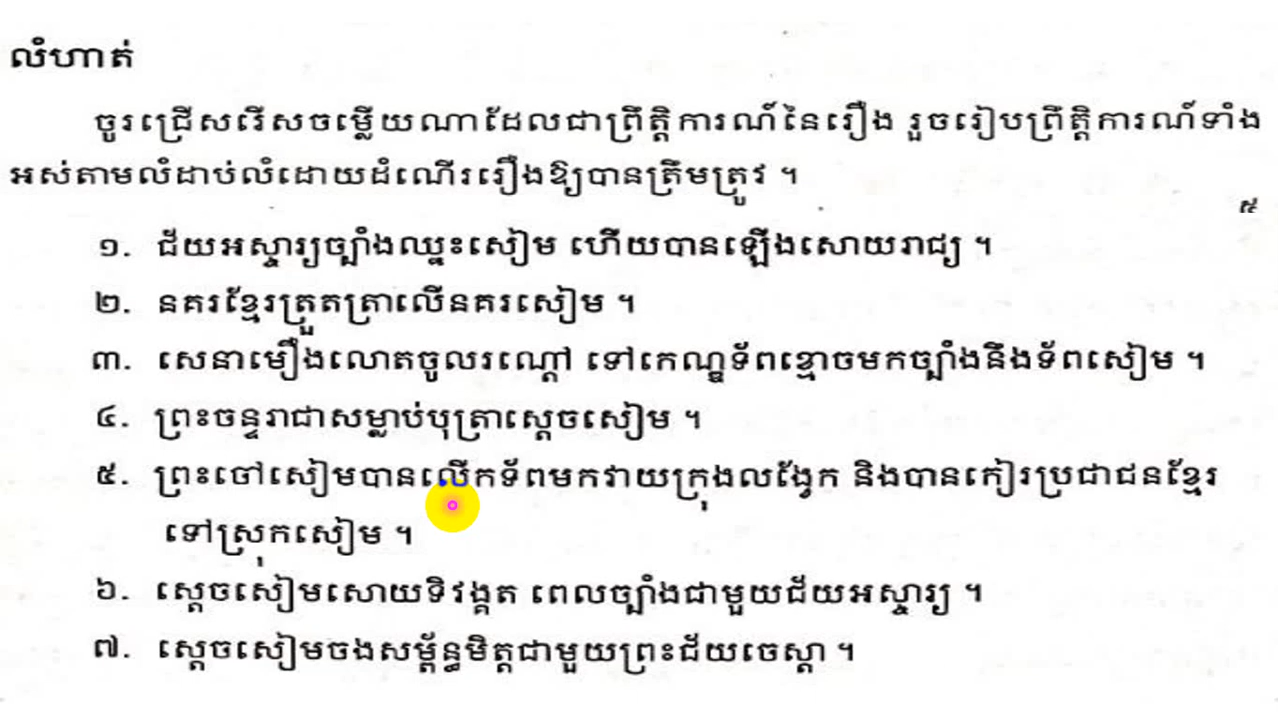 លំហាត់
ចូរជ្រើសរើសចម្លើយណាដែលជាព្រឹត្តិការណ៍នៃរឿង រួចរៀបព្រឹត្តិការណ៍ទាំង
អស់តាមលំដាប់លំដោយដំណើររឿងឱ្យបានត្រឹមត្រូវ ។
៥
១. ជ័យអស្ចារ្យច្បាំងឈ្នះសៀម ហើយបានឡើងសោយរាជ្យ ។
២. នគរខ្មែរត្រួតត្រាលើនគរសៀម ។
៣. សេនាមឿងលោតចូលរណ្ដៅ ទៅកេណ្ឌទ័ពខ្មោចមកច្បាំងនឹងទ័ពសៀម ។
៤. ព្រះចន្ទរាជាសម្លាប់បុត្រាស្ដេចសៀម ។
៥. ព្រះចៅសៀមបានលើកទ័ពមកវាយក្រុងលង្វែក និងបានកៀរប្រជាជនខ្មែរ
ទៅស្រុកសៀម ។
៦. ស្ដេចសៀមសោយទិវង្គត ពេលច្បាំងជាមួយជ័យអស្ចារ្យ ។
៧. ស្ដេចសៀមចងសម្ព័ន្ធមិត្តជាមួយព្រះជ័យចេស្ដា ។